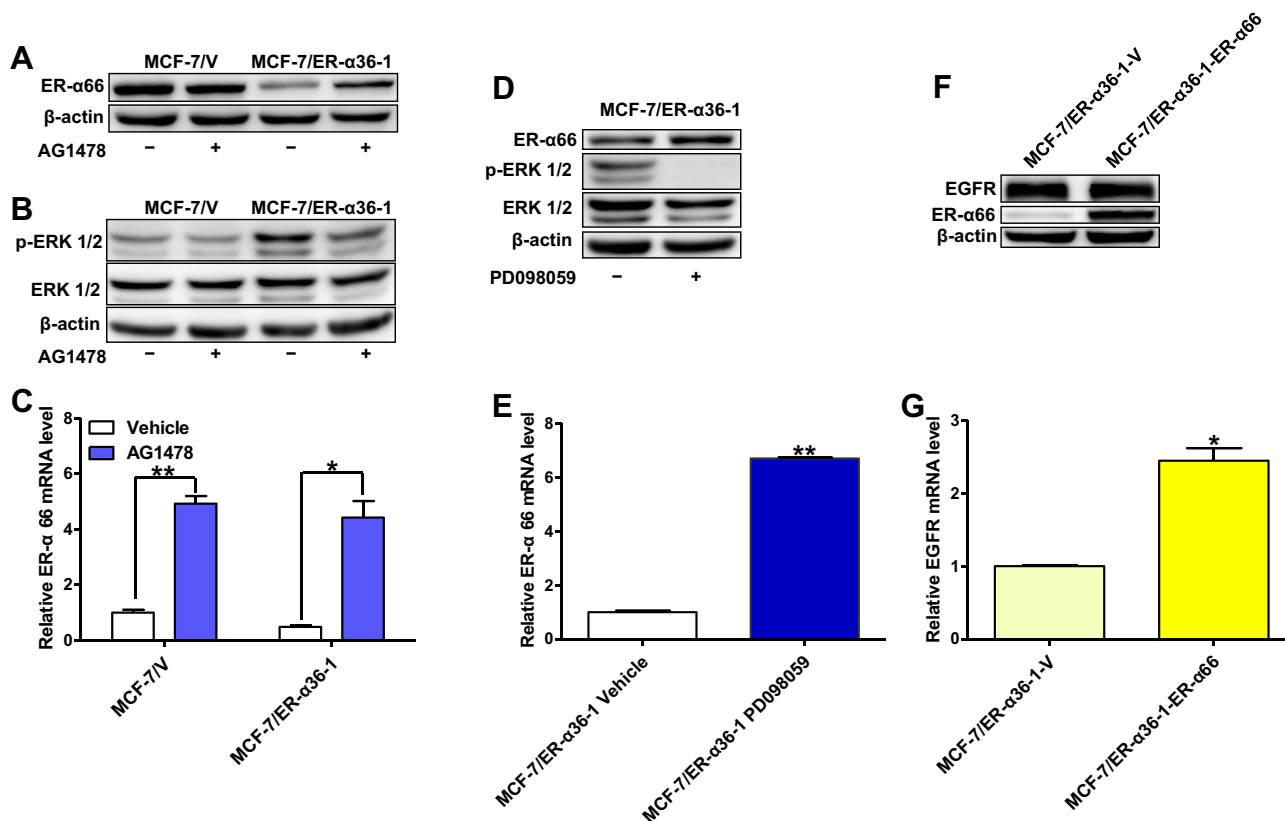 A
MCF-7/V MCF-7/ER-α36-1
ER-α66
β-actin
AG1478 – + – +
B
MCF-7/V MCF-7/ER-α36-1
p-ERK 1/2
ERK 1/2
β-actin
AG1478 – + – +
C
Relative ER-α 66 mRNA level
8
6
4
2
0
Vehicle
AG1478
** *
MCF-7/V
MCF-7/ER-α36-1
D
MCF-7/ER-α36-1
ER-α66
p-ERK 1/2
ERK 1/2
β-actin
PD098059 – +
E
Relative ER-α 66 mRNA level
8
6
4
2
0
**
MCF-7/ER-α36-1 Vehicle
MCF-7/ER-α36-1 PD098059
F
MCF-7/ER-α36-1-V
MCF-7/ER-α36-1-ER-α66
EGFR
ER-α66
β-actin
G
Relative EGFR mRNA level
3
2
1
0
*
MCF-7/ER-α36-1-V
MCF-7/ER-α36-1-ER-α66